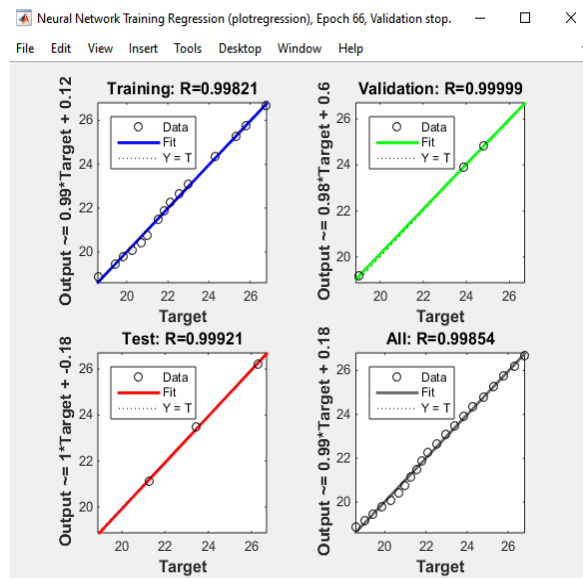 Neural Network Training Regression (plotregression), Epoch 66, Validation stop.
File Edit View Insert Tools Desktop Window Help
Training: R=0.99821
Output ~= 0.99*Target + 0.12
26
24
22
20
Data
Fit
Y = T
20 22 24 26
Target
Validation: R=0.99999
Output ~= 0.98*Target + 0.6
26
24
22
20
Data
Fit
Y = T
20 22 24 26
Target
Test: R=0.99921
Output ~= 1*Target + -0.18
26
24
22
20
Data
Fit
Y = T
20 22 24 26
Target
All: R=0.99854
Output ~= 0.99*Target + 0.18
26
24
22
20
Data
Fit
Y = T
20 22 24 26
Target